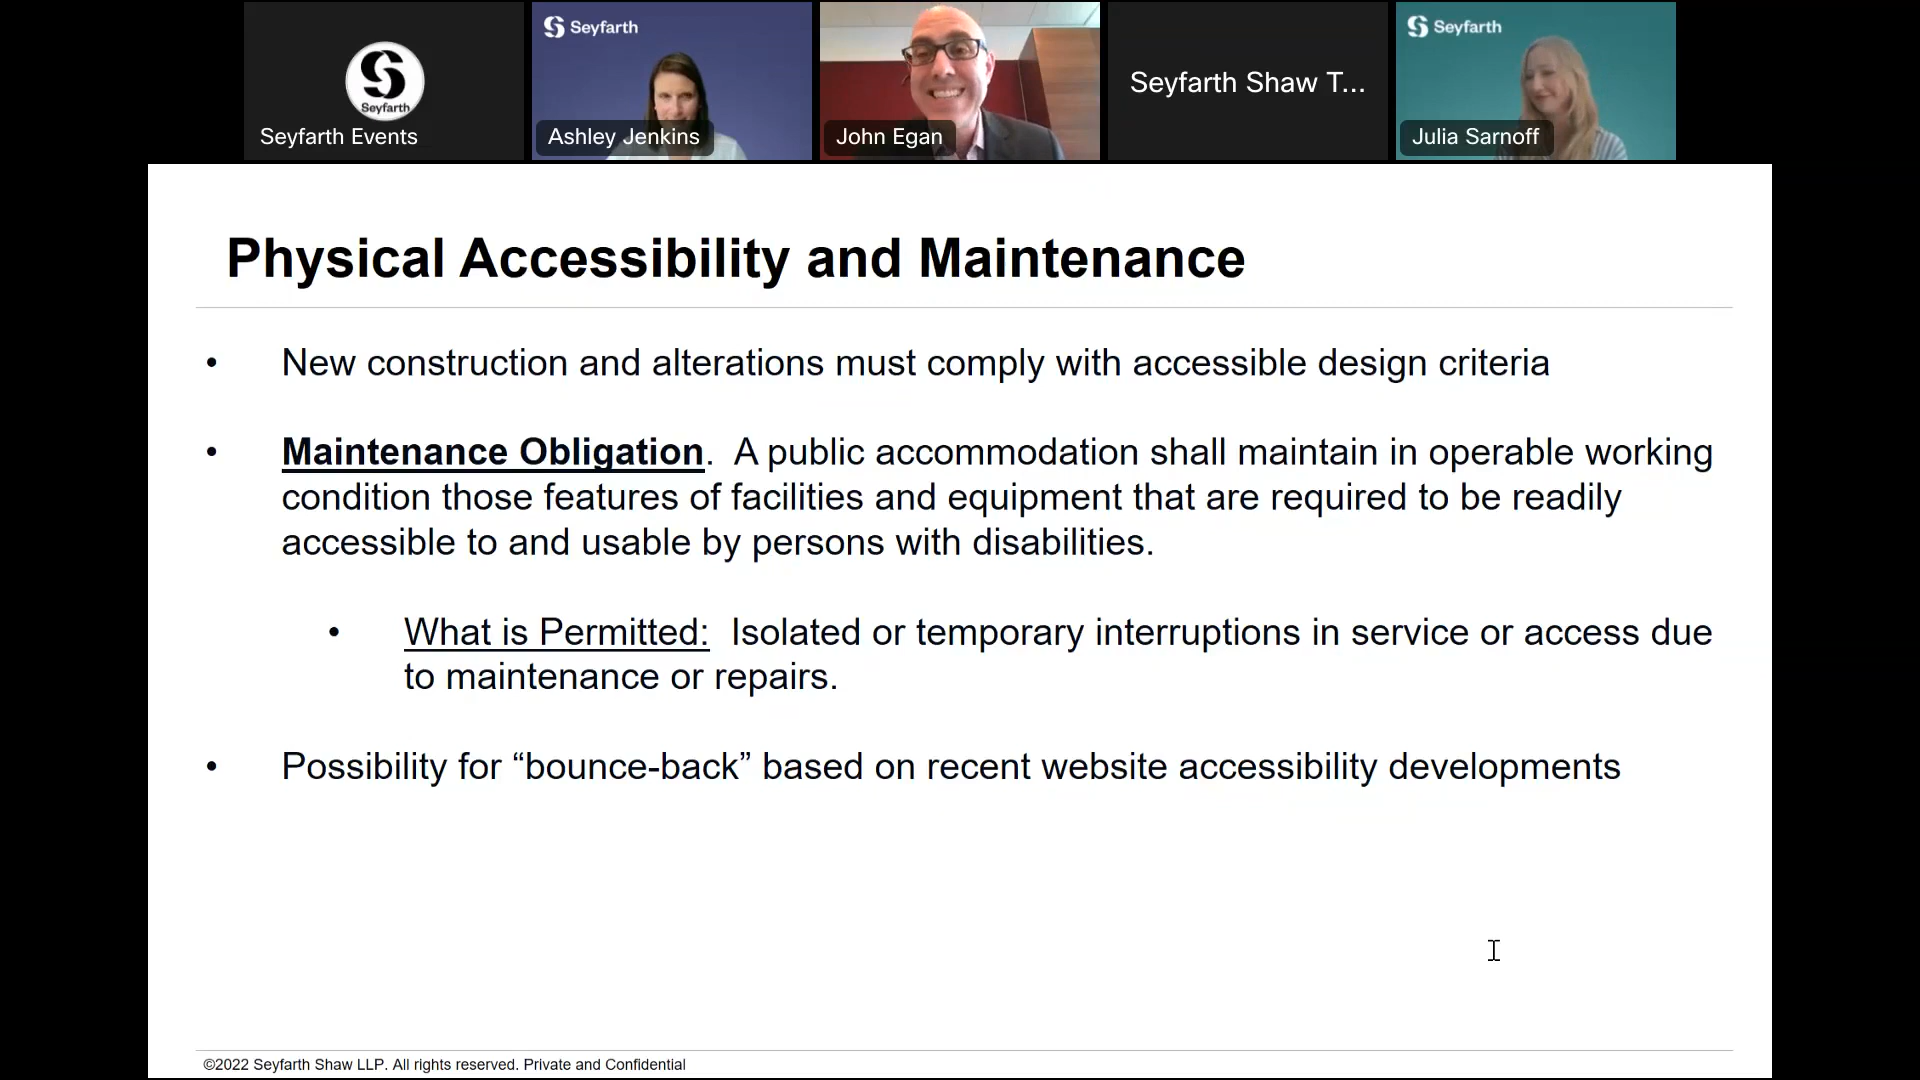 Seyfarth
Seyfarth Events
Seyfarth
Ashley Jenkins
John Egan
Seyfarth Shaw T...
Seyfarth
Julia Sarnoff
Physical Accessibility and Maintenance
• New construction and alterations must comply with accessible design criteria
• Maintenance Obligation. A public accommodation shall maintain in operable working
condition those features of facilities and equipment that are required to be readily
accessible to and usable by persons with disabilities.
• What is Permitted: Isolated or temporary interruptions in service or access due
to maintenance or repairs.
• Possibility for “bounce-back” based on recent website accessibility developments
©2022 Seyfarth Shaw LLP. All rights reserved. Private and Confidential